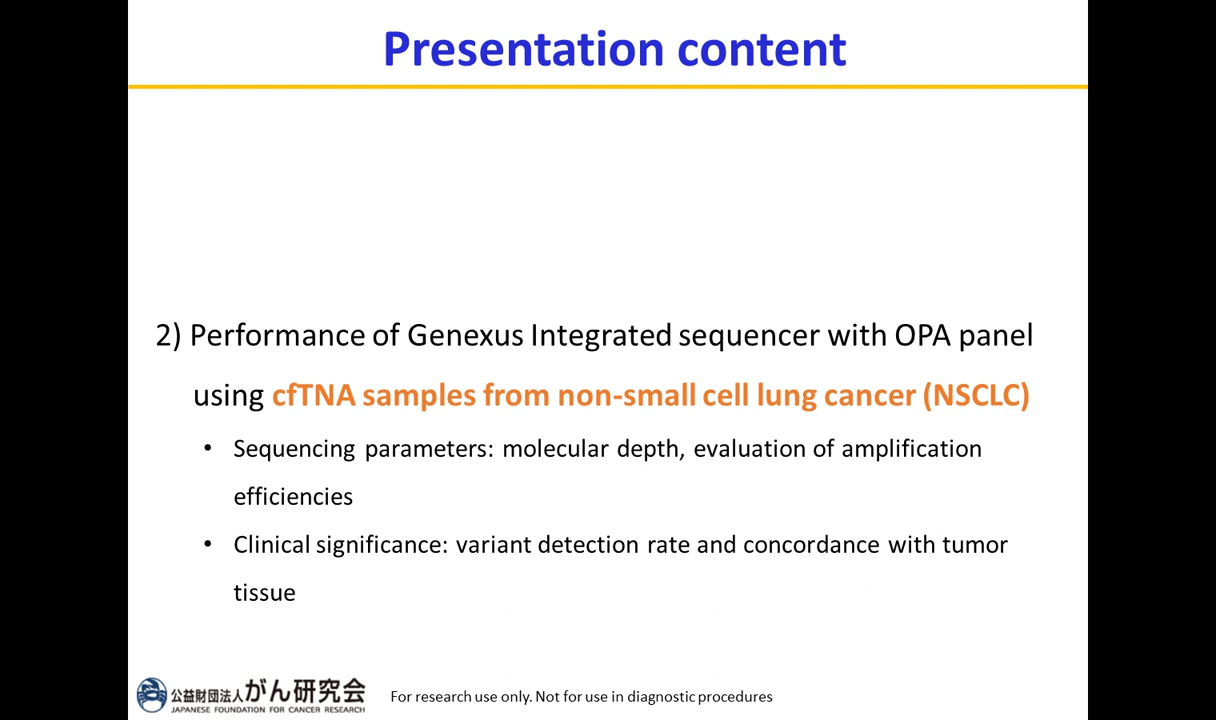 Presentation content
2) Performance of Genexus Integrated sequencer with OPA panel
using cfTNA samples from non-small cell lung cancer (NSCLC)
• Sequencing parameters: molecular depth, evaluation of amplification
efficiencies
• Clinical significance: variant detection rate and concordance with tumor
tissue
公益財団法人がん研究会
JAPANESE FOUNDATION FOR CANCER RESEARCH
For research use only. Not for use in diagnostic procedures